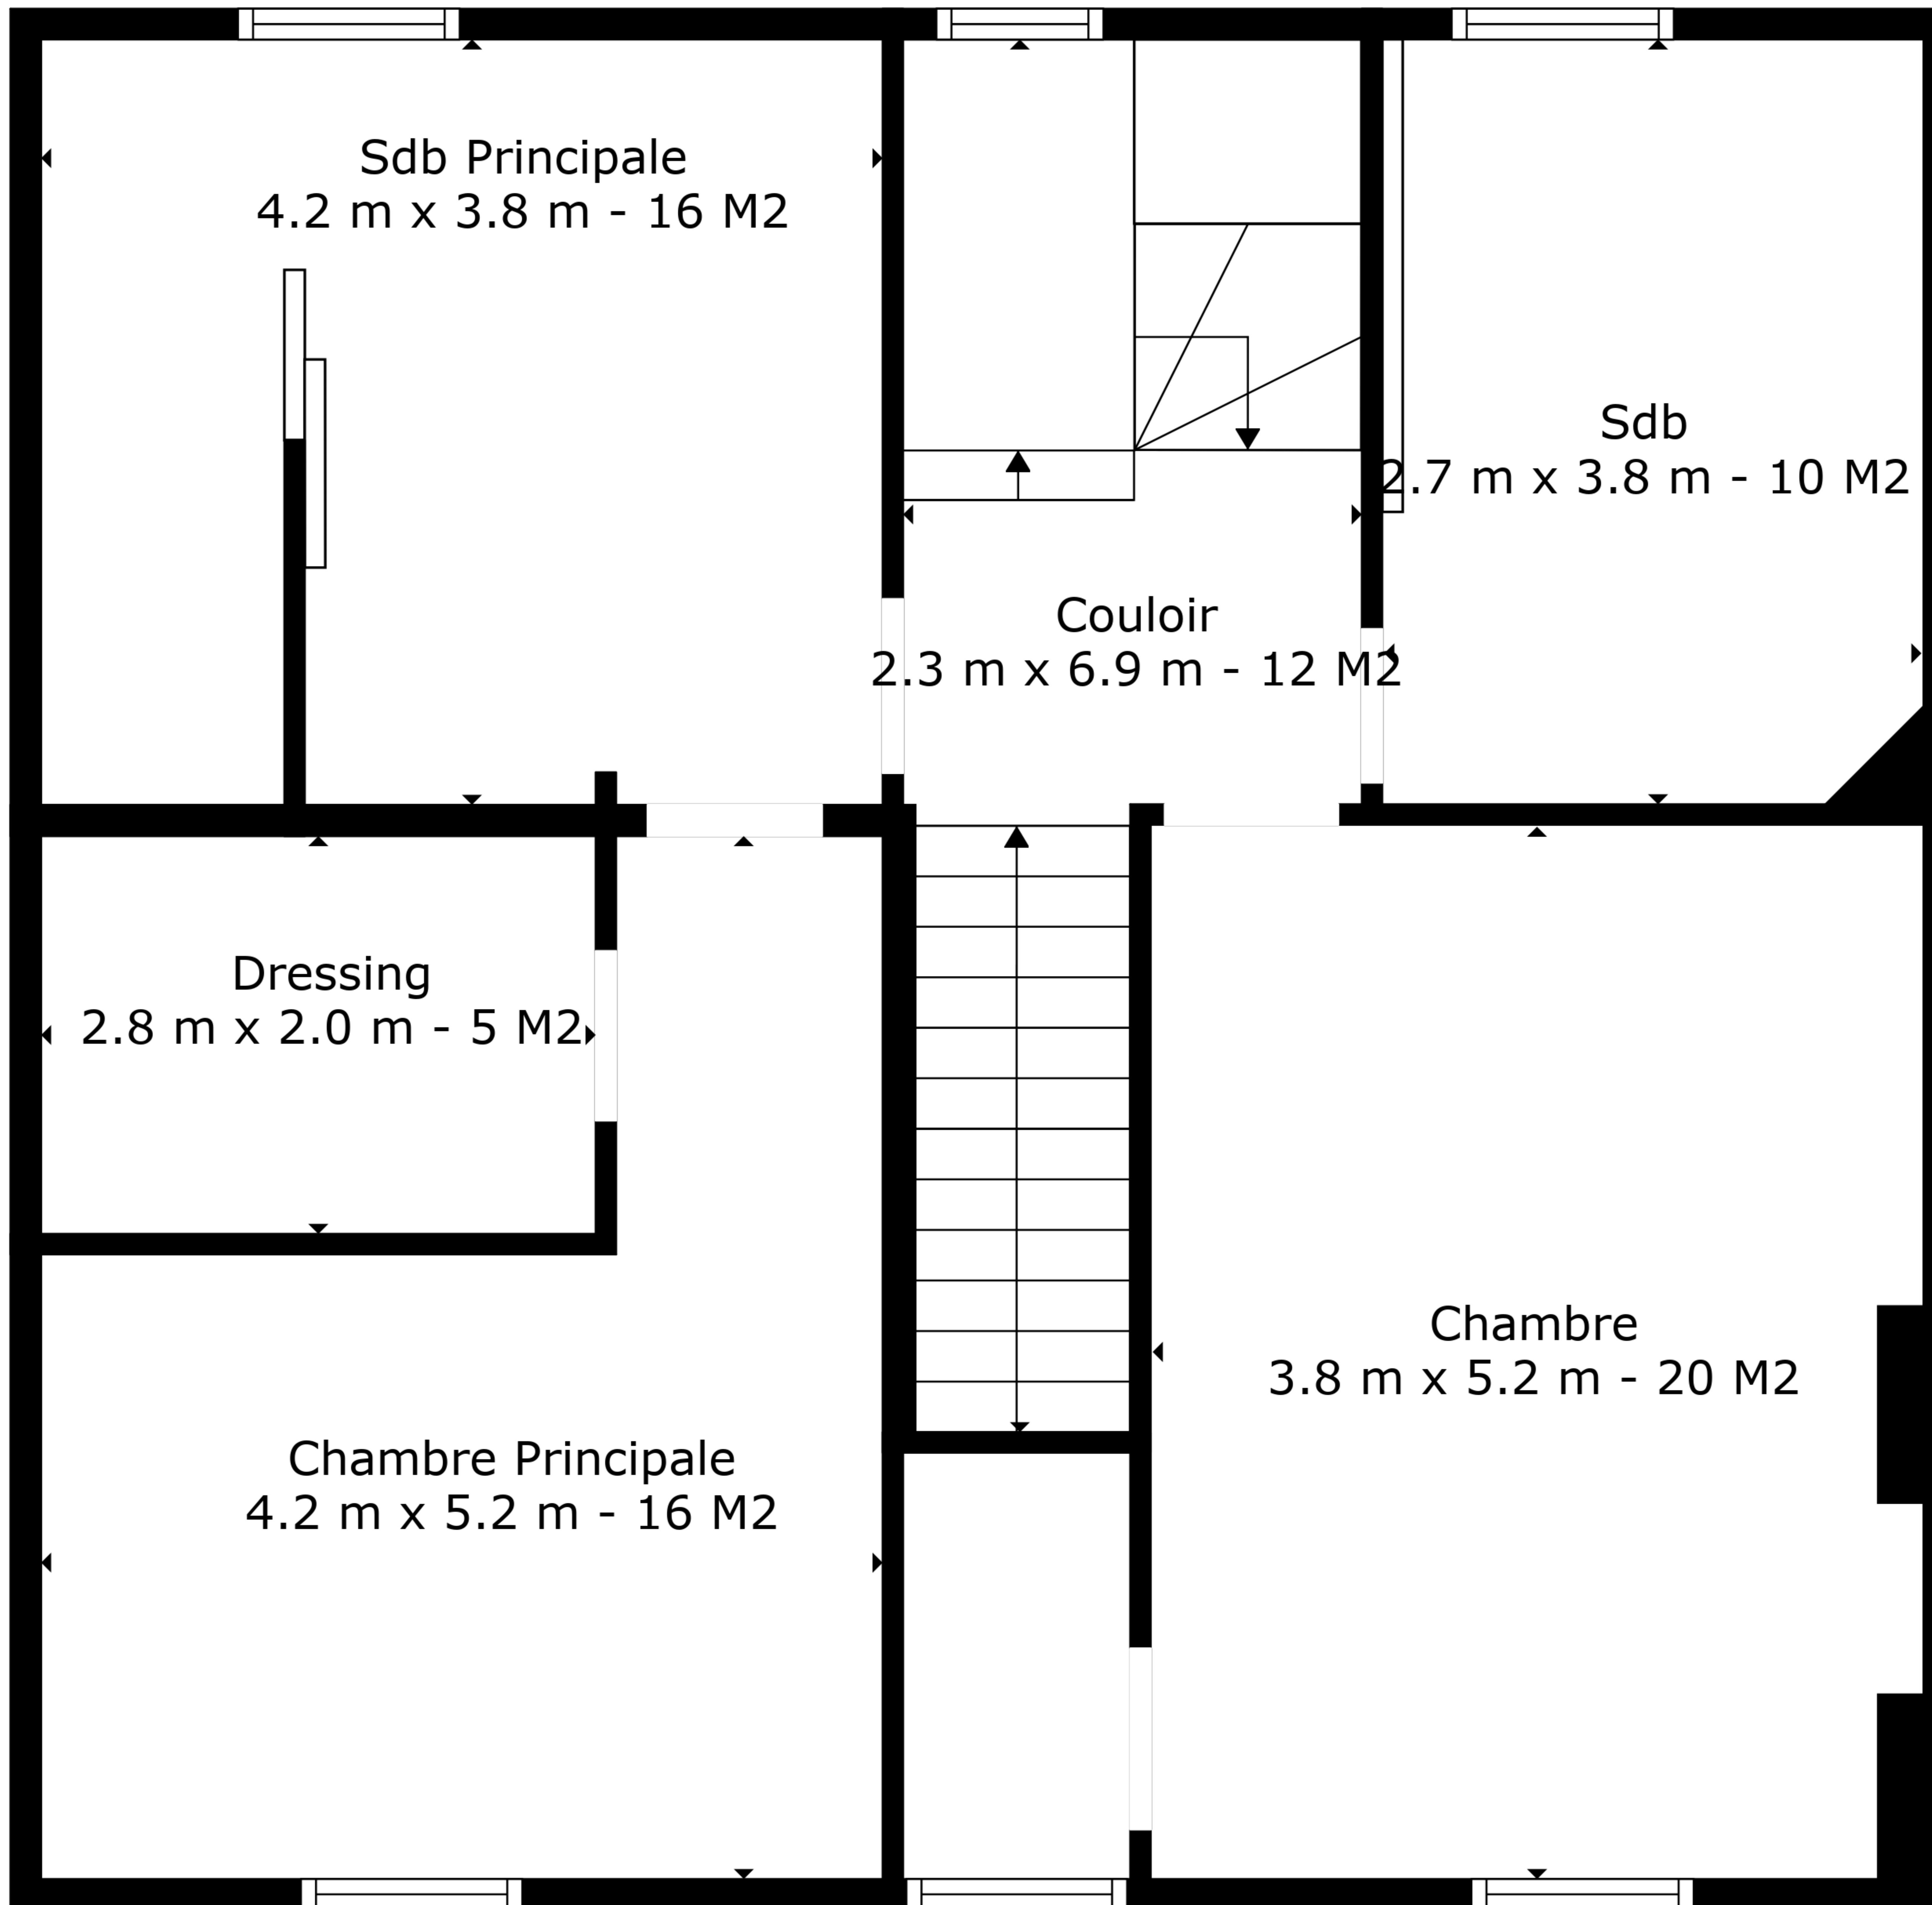 Sdb Principale
4.2 m x 3.8 m - 16 M2
Sdb
2.7 m x 3.8 m - 10 M2
Couloir
2.3 m x 6.9 m - 12 M2
Dressing
2.8 m x 2.0 m - 5 M2
Chambre
3.8 m x 5.2 m - 20 M2
Chambre Principale
4.2 m x 5.2 m - 16 M2